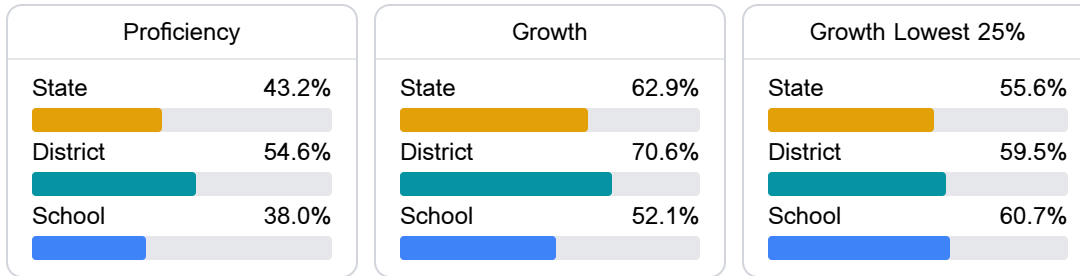 Proficiency
State 43.2%
District 54.6%
School 38.0%
Growth
State 62.9%
District 70.6%
School 52.1%
Growth Lowest 25%
State 55.6%
District 59.5%
School 60.7%